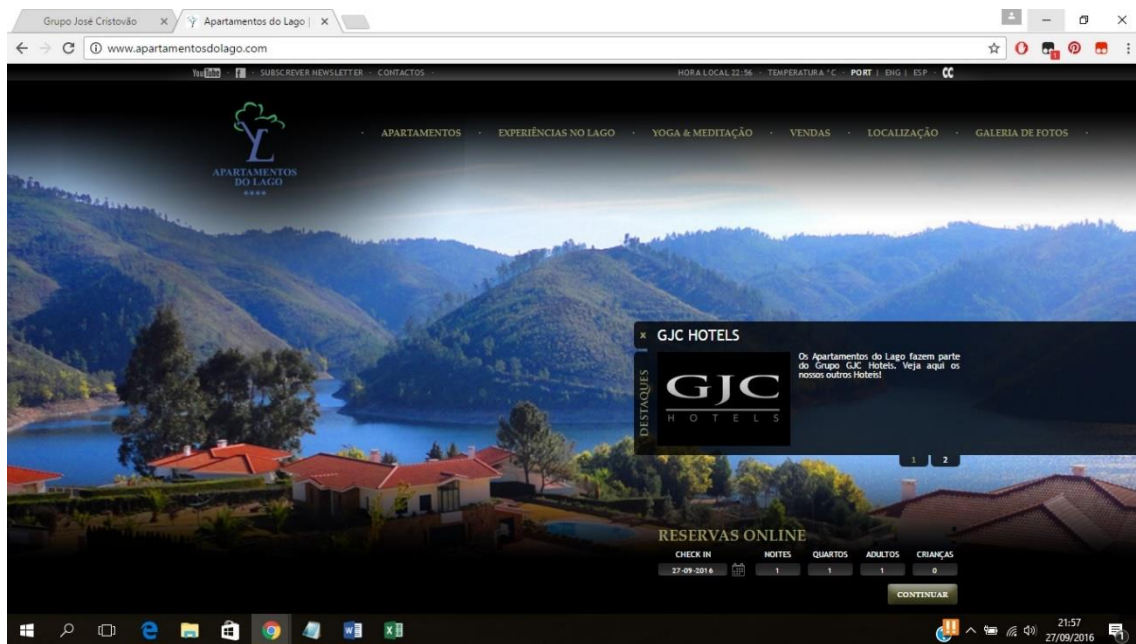 Grupo José Cristovão
Apartamentos do Lago |
www.apartamentosdolago.com
YouTube · f · SUBSCREVER NEWSLETTER · CONTACTOS ·
HORA LOCAL 22:56 · TEMPERATURA °C · PORT | ENG | ESP · CC
APARTAMENTOS
DO LAGO
· APARTAMENTOS · EXPERIÊNCIAS NO LAGO · YOGA & MEDITAÇÃO · VENDAS · LOCALIZAÇÃO · GALERIA DE FOTOS ·
x GJC HOTELS
DESTAQUES
GJC
HOTELS
Os Apartamentos do Lago fazem parte
do Grupo GJC Hotels. Veja aqui os
nossos outros Hoteis!
1 2
RESERVAS ONLINE
CHECK IN NOITES QUARTOS ADULTOS CRIANÇAS
27-09-2016 1 1 1 0
CONTINUAR
21:57
27/09/2016